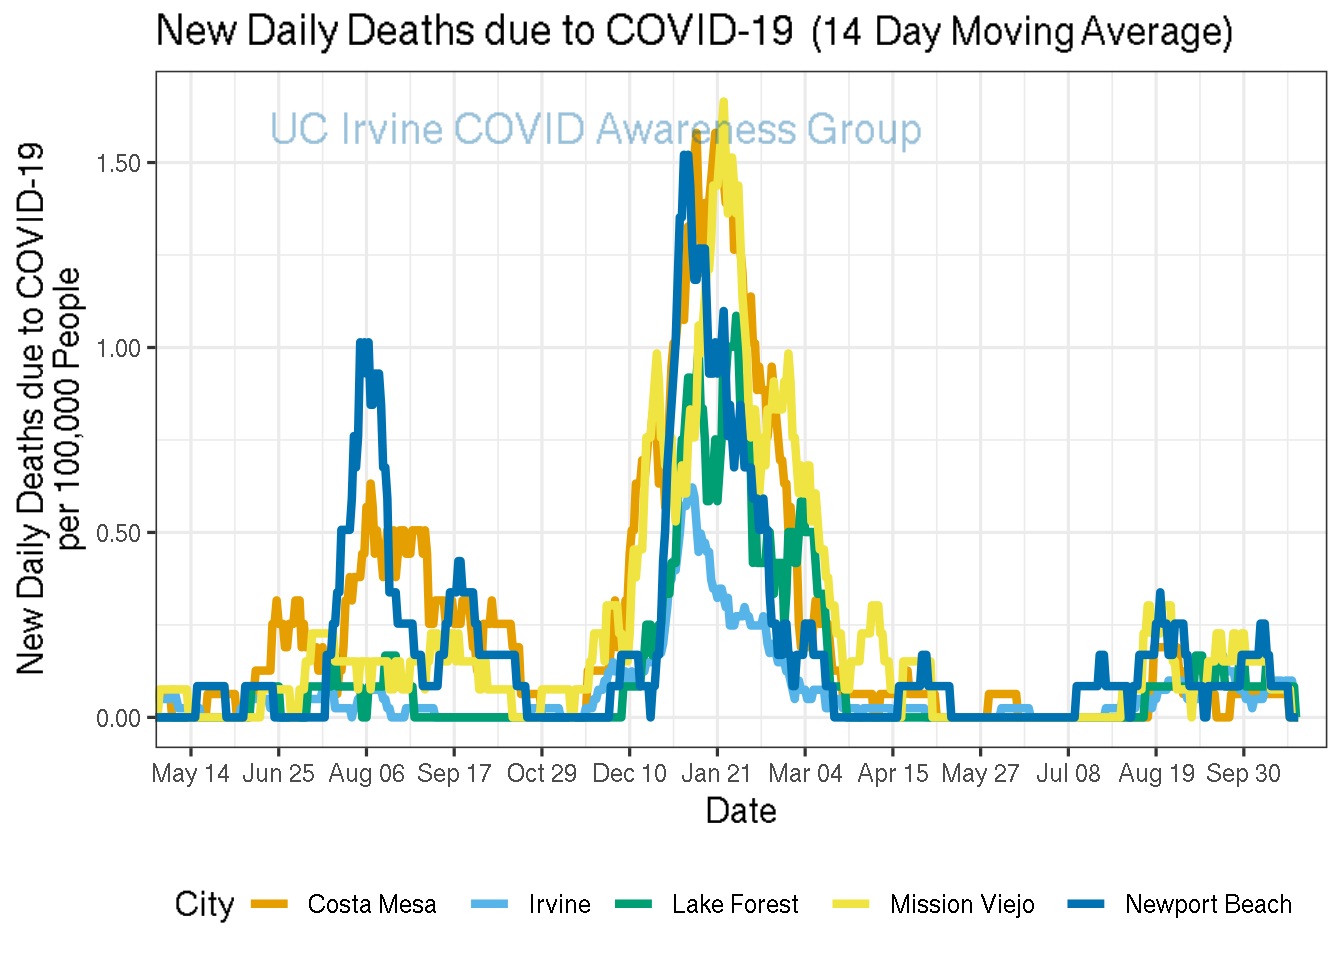 New Daily Deaths due to COVID-19 (14 Day Moving Average)
UC Irvine COVID Awareness Group
New Daily Deaths due to COVID-19
per 100,000 People
1.50
1.00
0.50
0.00
May 14 Jun 25 Aug 06 Sep 17 Oct 29 Dec 10 Jan 21 Mar 04 Apr 15 May 27 Jul 08 Aug 19 Sep 30
Date
City Costa Mesa Irvine Lake Forest Mission Viejo Newport Beach